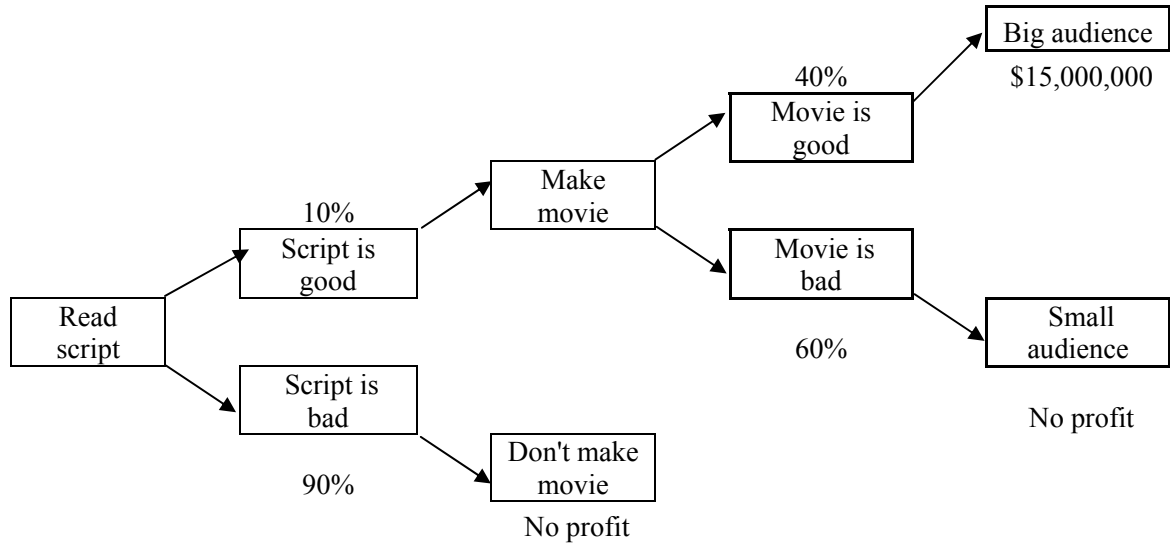 Big audience
$15,000,000
40%
Movie is
good
Make
movie
10%
Script is
good
Movie is
bad
Read
script
60%
Small
audience
Script is
bad
No profit
90%
Don't make
movie
No profit